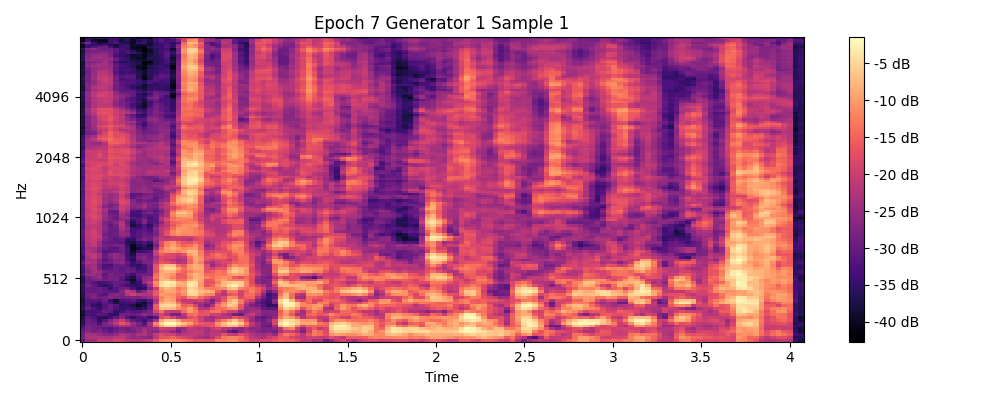 Epoch 7 Generator 1 Sample 1
Hz
4096
2048
1024
512
0
0 0.5 1 1.5 2 2.5 3 3.5 4
Time
-5 dB
-10 dB
-15 dB
-20 dB
-25 dB
-30 dB
-35 dB
-40 dB